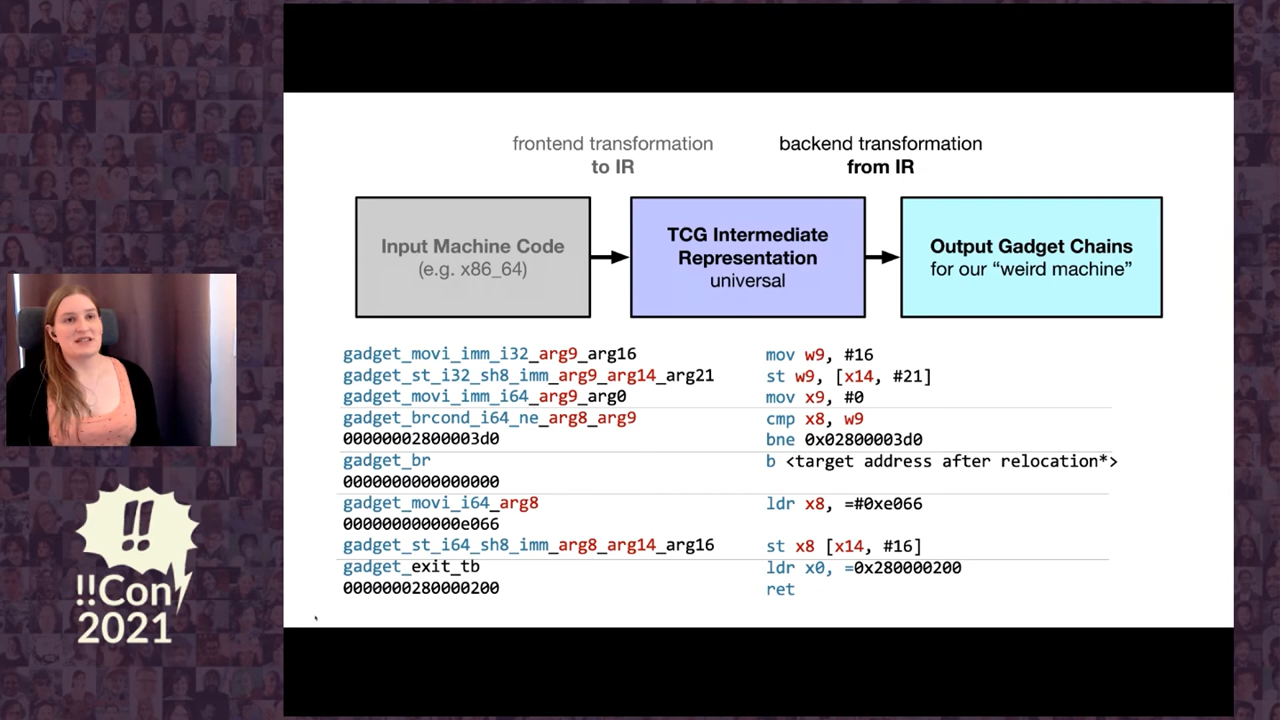 frontend transformation
to IR
backend transformation
from IR
Input Machine Code
(e.g. x86_64)
TCG Intermediate
Representation
universal
Output Gadget Chains
for our “weird machine”
gadget_movi_imm_i32_arg9_arg16
mov w9, #16
gadget_st_i32_sh8_imm_arg9_arg14_arg21
st w9, [x14, #21]
gadget_movi_imm_i64_arg9_arg0
mov x9, #0
gadget_brcond_i64_ne_arg8_arg9
cmp x8, w9
00000002800003d0
bne 0x02800003d0
gadget_br
b <target address after relocation*>
0000000000000000
gadget_movi_i64_arg8
ldr x8, =#0xe066
000000000000e066
gadget_st_i64_sh8_imm_arg8_arg14_arg16
st x8 [x14, #16]
gadget_exit_tb
ldr x0, =0x280000200
0000000280000200
ret
!!
!!Con
2021